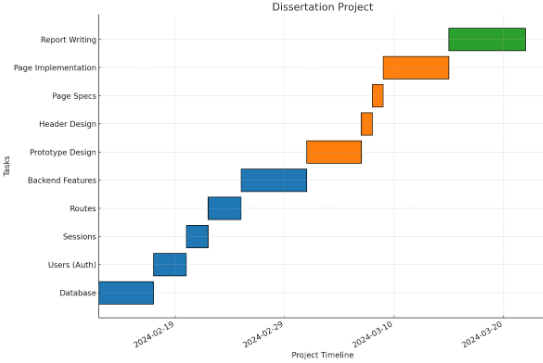 Dissertation Project
Report Writing
Page Implementation
Page Specs
Header Design
Prototype Design
Backend Features
Routes
Sessions
Users (Auth)
Database
Tasks
2024-02-19
2024-02-29
2024-03-10
2024-03-20
Project Timeline